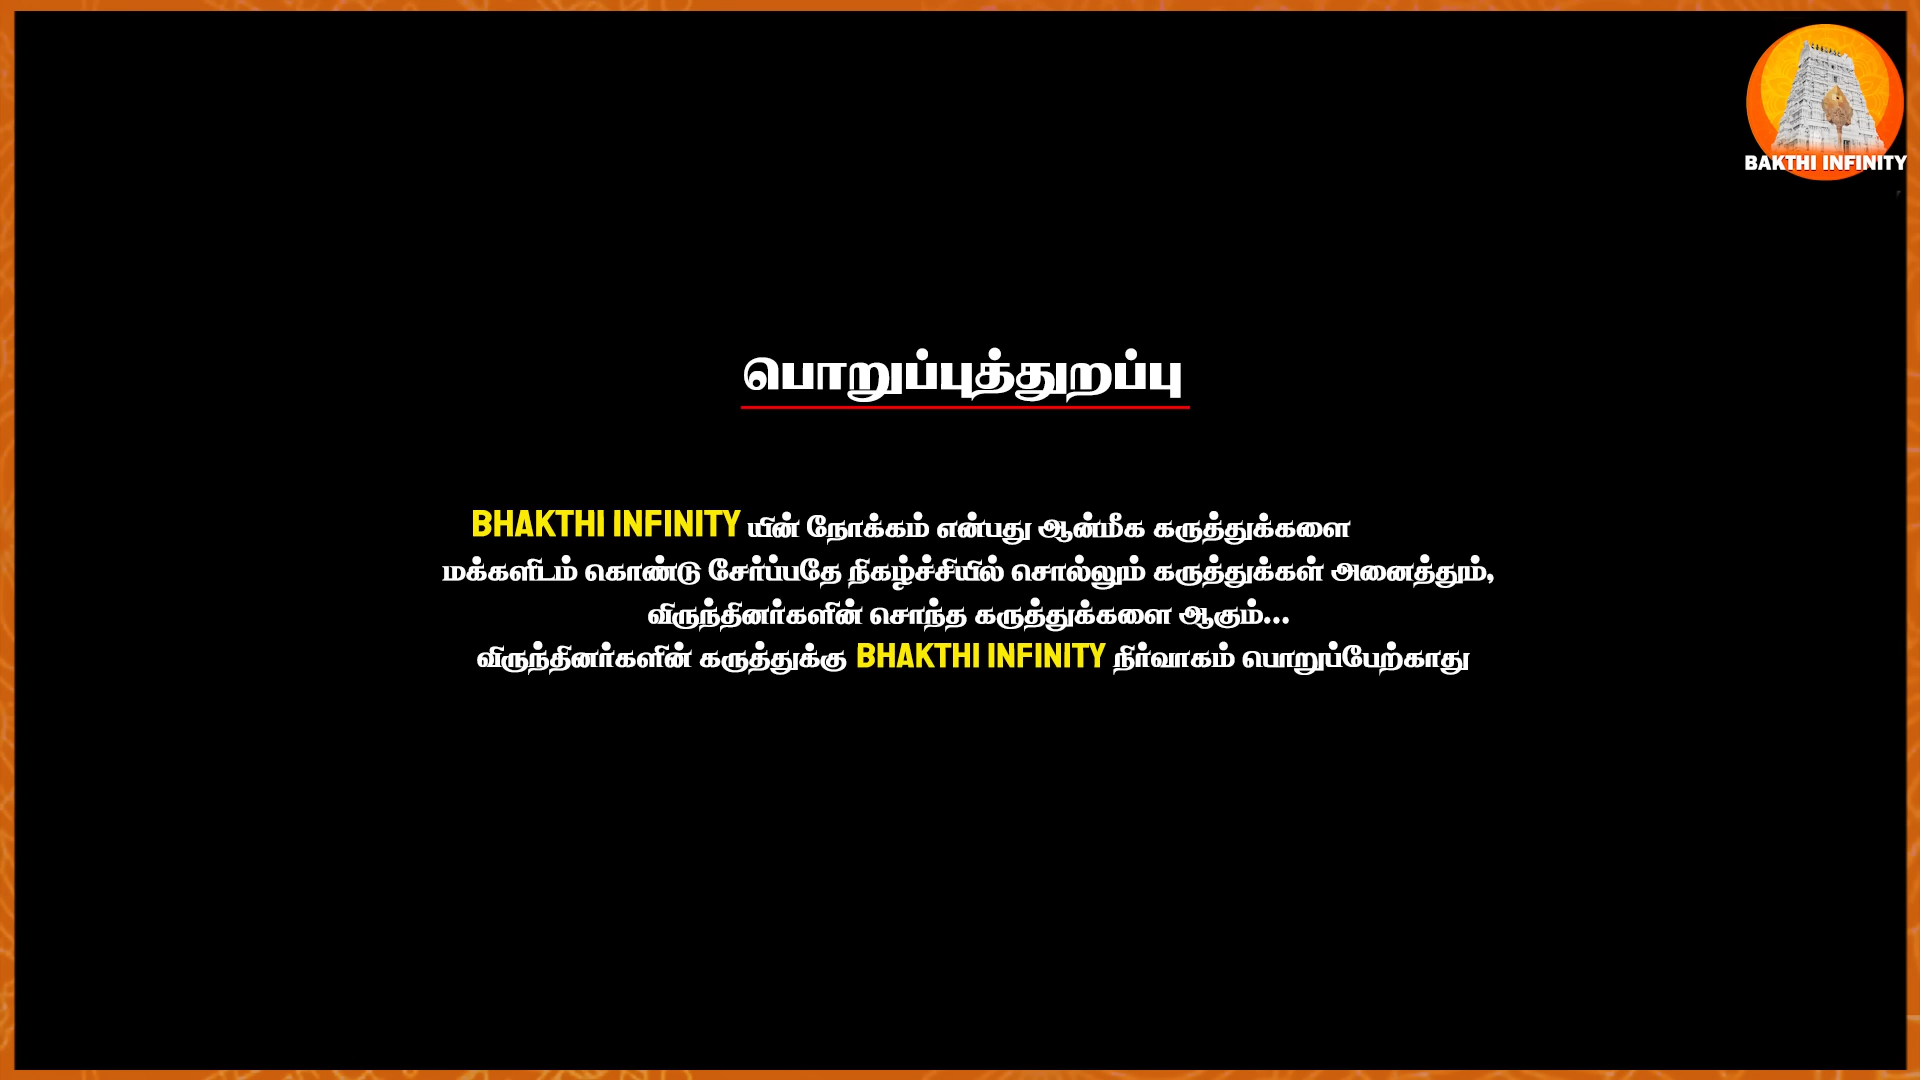 BAKTHI INFINITY
பொறுப்புத்துறப்பு
BHAKTHI INFINITY யின் நோக்கம் என்பது ஆன்மீக கருத்துக்களை
மக்களிடம் கொண்டு சேர்ப்பதே நிகழ்ச்சியில் சொல்லும் கருத்துக்கள் அனைத்தும்,
விருந்தினர்களின் சொந்த கருத்துக்களை ஆகும்...
விருந்தினர்களின் கருத்துக்கு BHAKTHI INFINITY நிர்வாகம் பொறுப்பேற்காது